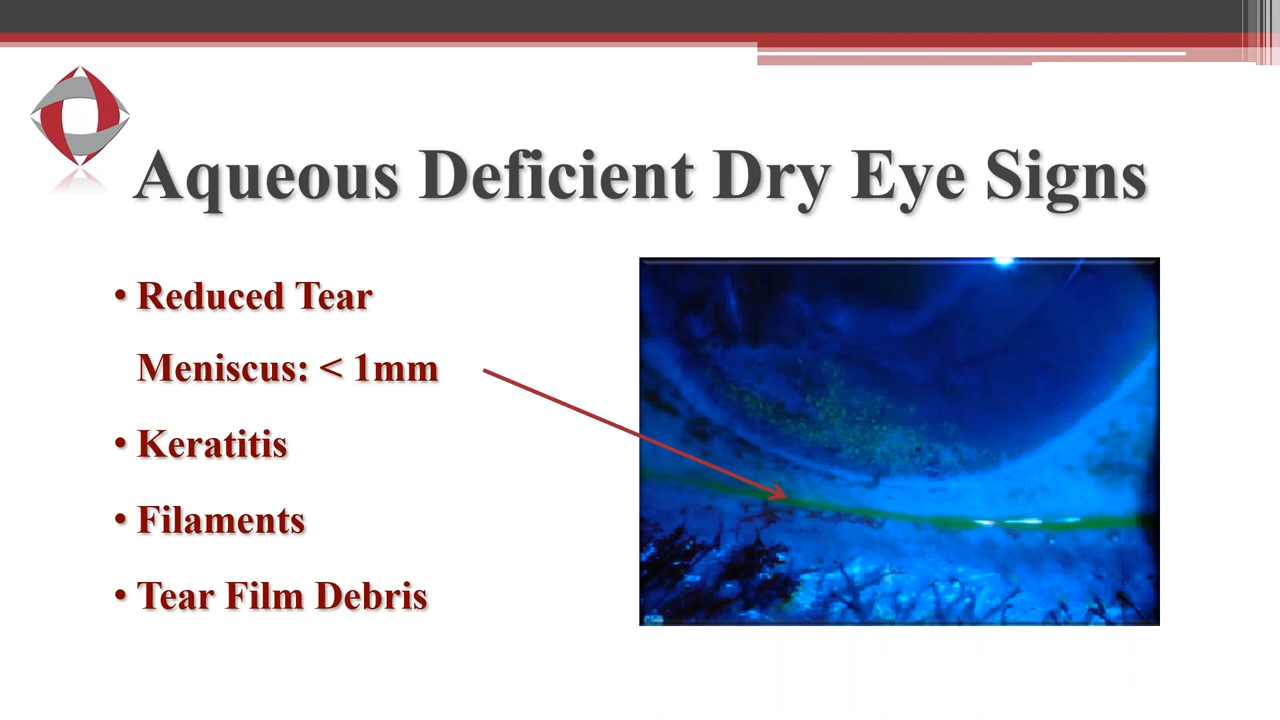 Aqueous Deficient Dry Eye Signs
• Reduced Tear
Meniscus: < 1mm
• Keratitis
• Filaments
• Tear Film Debris